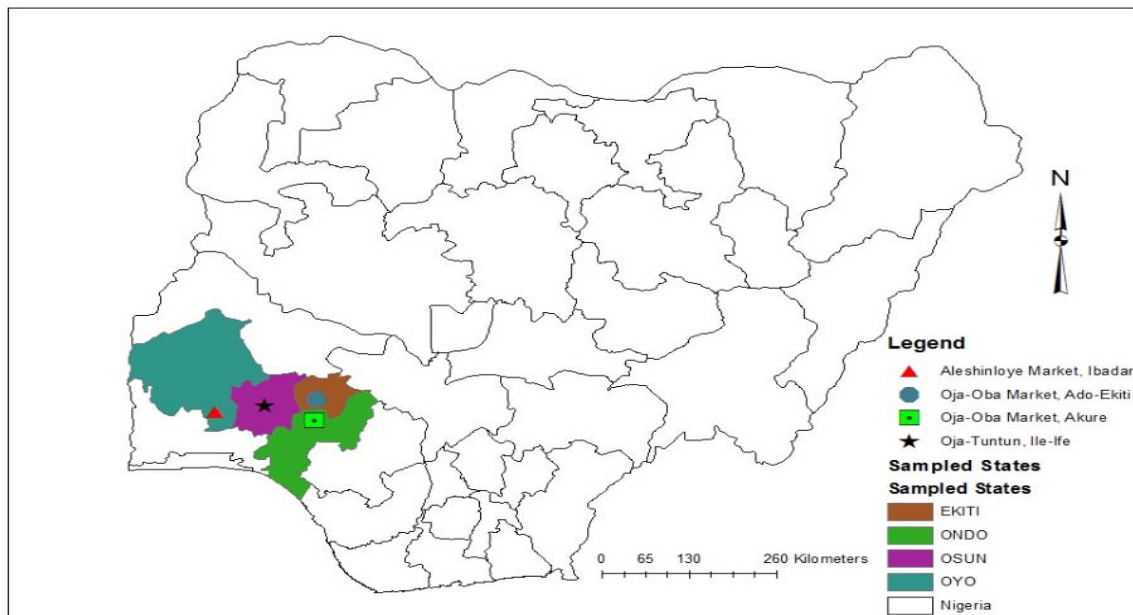 N
Legend
Aleshinloye Market, Ibadan
Oja-Oba Market, Ado-Ekiti
Oja-Oba Market, Akure
Oja-Tuntun, Ile-Ife
Sampled States
Sampled States
EKITI
ONDO
OSUN
OYO
Nigeria
0 65 130 260 Kilometers